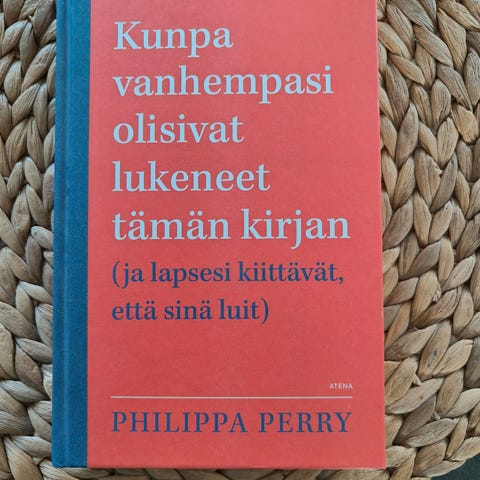 Kunpa
vanhempasi
olisivat
lukeneet
tämän kirjan
(ja lapsesi kiittävät,
että sinä luit)
ATENA
PHILIPPA PERRY